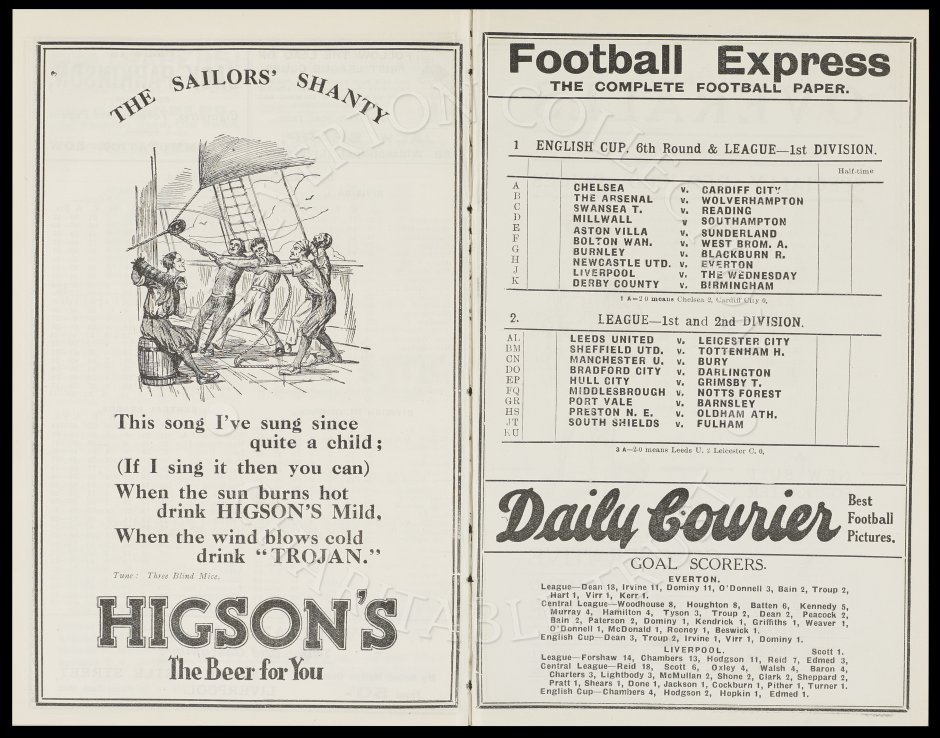 THE SAILORS' SHANTY
This song I've sung since
quite a child;
(If I sing it then you can)
When the sun burns hot
drink HIGSON'S Mild,
When the wind blows cold
drink "TROJAN."
Tune: Three Blind Mice.
HIGSON'S
The Beer for You
Football Express
THE COMPLETE FOOTBALL PAPER.
1 ENGLISH CUP, 6th Round & LEAGUE—1st DIVISION.
Half-time
A CHELSEA v. CARDIFF CITY
B THE ARSENAL v. WOLVERHAMPTON
C SWANSEA T. v. READING
D MILLWALL v SOUTHAMPTON
E ASTON VILLA v. SUNDERLAND
F BOLTON WAN. v. WEST BROM. A.
G BURNLEY v. BLACKBURN R.
H NEWCASTLE UTD. v. EVERTON
J LIVERPOOL v. THE WEDNESDAY
K DERBY COUNTY v. BIRMINGHAM
1 A—2-0 means Chelsea 2, Cardiff City 0.
2. LEAGUE—1st and 2nd DIVISION.
AL LEEDS UNITED v. LEICESTER CITY
BM SHEFFIELD UTD. v. TOTTENHAM H.
CN MANCHESTER U. v. BURY
DO BRADFORD CITY v. DARLINGTON
EP HULL CITY v. GRIMSBY T.
FQ MIDDLESBROUGH v. NOTTS FOREST
GR PORT VALE v. BARNSLEY
HS PRESTON N. E. v. OLDHAM ATH.
JT SOUTH SHIELDS v. FULHAM
KU
3 A—2-0 means Leeds U. 2 Leicester C. 0.
Daily Courier
Best
Football
Pictures.
GOAL SCORERS.
EVERTON.
League—Dean 18, Irvine 11, Dominy 11, O'Donnell 3, Bain 2, Troup 2,
Hart 1, Virr 1, Kerr 1.
Central League—Woodhouse 8, Houghton 8, Batten 6, Kennedy 5,
Murray 4, Hamilton 4, Tyson 3, Troup 2, Dean 2, Peacock 2,
Bain 2, Paterson 2, Dominy 1, Kendrick 1, Griffiths 1, Weaver 1,
O'Donnell 1, McDonald 1, Rooney 1, Beswick 1.
English Cup—Dean 3, Troup 2, Irvine 1, Virr 1, Dominy 1.
LIVERPOOL. Scott 1.
League—Forshaw 14, Chambers 13, Hodgson 11, Reid 7, Edmed 3,
Central League—Reid 18, Scott 6, Oxley 4, Walsh 4, Baron 4,
Charters 3, Lightbody 3, McMullan 2, Shone 2, Clark 2, Sheppard 2,
Pratt 1, Shears 1, Done 1, Jackson 1, Cockburn 1, Pither 1, Turner 1.
English Cup—Chambers 4, Hodgson 2, Hopkin 1, Edmed 1.